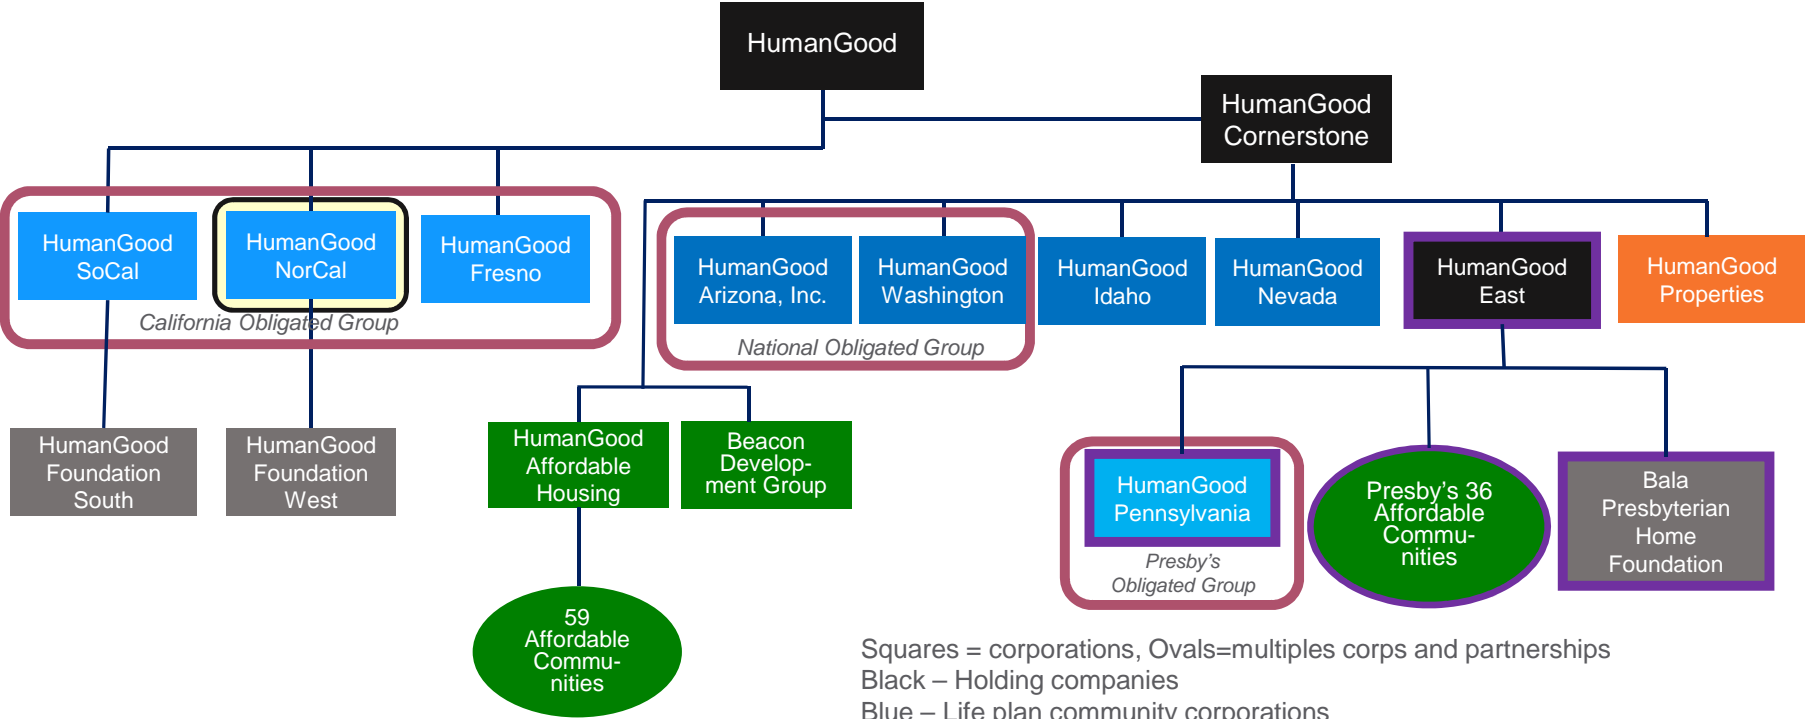 HumanGood
HumanGood
Cornerstone
HumanGood
SoCal
HumanGood
NorCal
HumanGood
Fresno
California Obligated Group
HumanGood
Arizona, Inc.
HumanGood
Washington
National Obligated Group
HumanGood
Idaho
HumanGood
Nevada
HumanGood
East
HumanGood
Properties
HumanGood
Foundation
South
HumanGood
Foundation
West
HumanGood
Affordable
Housing
Beacon
Develop-
ment Group
HumanGood
Pennsylvania
Presby's
Obligated Group
Presby's 36
Affordable
Commu-
nities
Bala
Presbyterian
Home
Foundation
59
Affordable
Commu-
nities
Squares = corporations, Ovals=multiples corps and partnerships
Black – Holding companies
Blue – Life plan community corporations